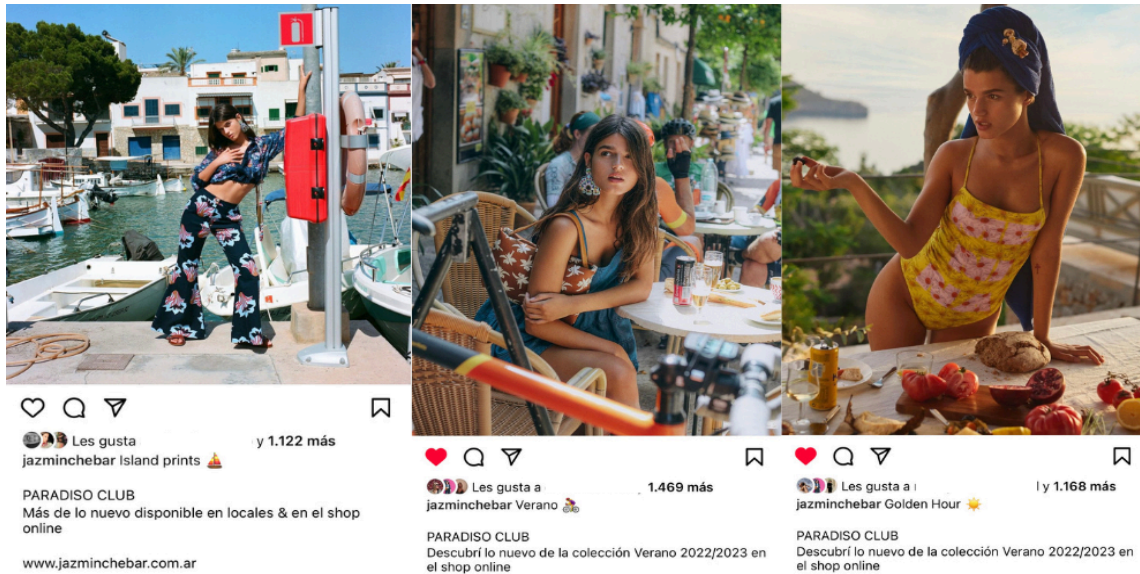 Les gusta y 1.122 más
jazminchebar Island prints
PARADISO CLUB
Más de lo nuevo disponible en locales & en el shop
online
www.jazminchebar.com.ar
Les gusta a 1.469 más
jazminchebar Verano
PARADISO CLUB
Descubrí lo nuevo de la colección Verano 2022/2023 en
el shop online
Les gusta a l y 1.168 más
jazminchebar Golden Hour
PARADISO CLUB
Descubrí lo nuevo de la colección Verano 2022/2023 en
el shop online